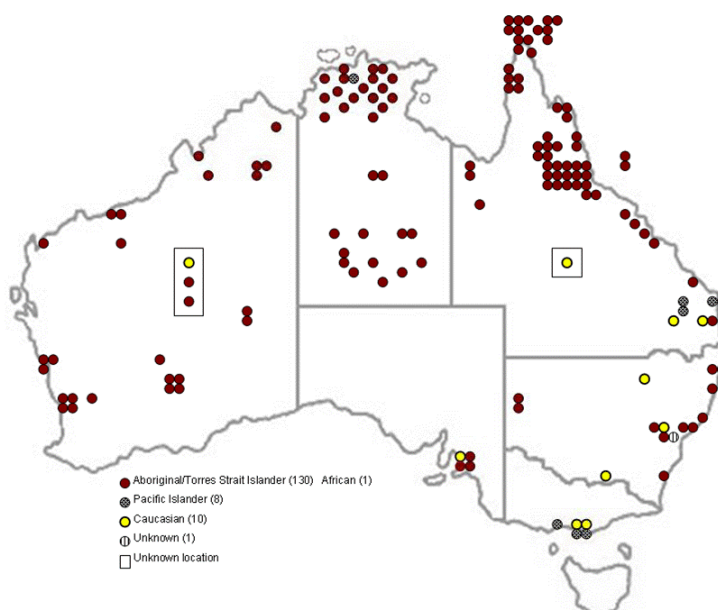 Aboriginal/Torres Strait Islander (130) African (1)
Pacific Islander (8)
Caucasian (10)
Unknown (1)
Unknown location